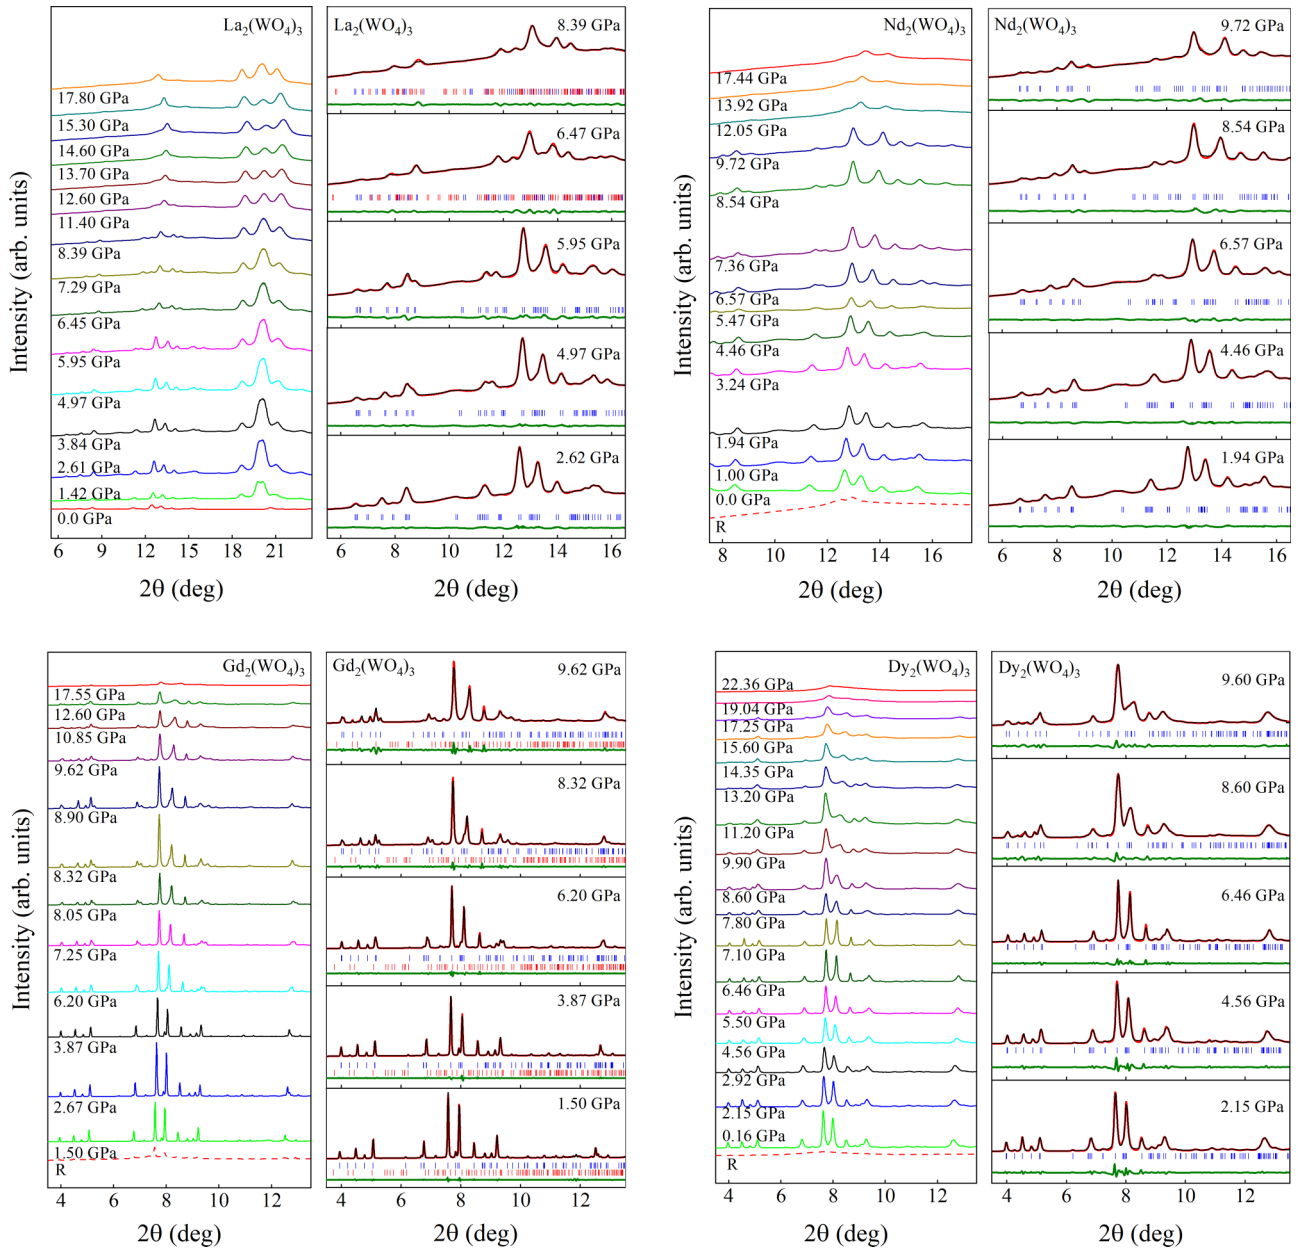 La₂(WO₄)₃
17.80 GPa
15.30 GPa
14.60 GPa
13.70 GPa
12.60 GPa
11.40 GPa
8.39 GPa
7.29 GPa
6.45 GPa
5.95 GPa
4.97 GPa
3.84 GPa
2.61 GPa
1.42 GPa
0.0 GPa
6 9 12 15 18 21
2θ (deg)
Intensity (arb. units)
La₂(WO₄)₃
8.39 GPa
6.47 GPa
5.95 GPa
4.97 GPa
2.62 GPa
6 8 10 12 14 16
2θ (deg)
Nd₂(WO₄)₃
17.44 GPa
13.92 GPa
12.05 GPa
9.72 GPa
8.54 GPa
7.36 GPa
6.57 GPa
5.47 GPa
4.46 GPa
3.24 GPa
1.94 GPa
1.00 GPa
0.0 GPa
R
8 10 12 14 16
2θ (deg)
Intensity (arb. units)
Nd₂(WO₄)₃
9.72 GPa
8.54 GPa
6.57 GPa
4.46 GPa
1.94 GPa
6 8 10 12 14 16
2θ (deg)
Gd₂(WO₄)₃
17.55 GPa
12.60 GPa
10.85 GPa
9.62 GPa
8.90 GPa
8.32 GPa
8.05 GPa
7.25 GPa
6.20 GPa
3.87 GPa
2.67 GPa
1.50 GPa
R
4 6 8 10 12
2θ (deg)
Intensity (arb. units)
Gd₂(WO₄)₃
9.62 GPa
8.32 GPa
6.20 GPa
3.87 GPa
1.50 GPa
4 6 8 10 12
2θ (deg)
Dy₂(WO₄)₃
22.36 GPa
19.04 GPa
17.25 GPa
15.60 GPa
14.35 GPa
13.20 GPa
11.20 GPa
9.90 GPa
8.60 GPa
7.80 GPa
7.10 GPa
6.46 GPa
5.50 GPa
4.56 GPa
2.92 GPa
2.15 GPa
0.16 GPa
R
4 6 8 10 12
2θ (deg)
Intensity (arb. units)
Dy₂(WO₄)₃
9.60 GPa
8.60 GPa
6.46 GPa
4.56 GPa
2.15 GPa
4 6 8 10 12
2θ (deg)